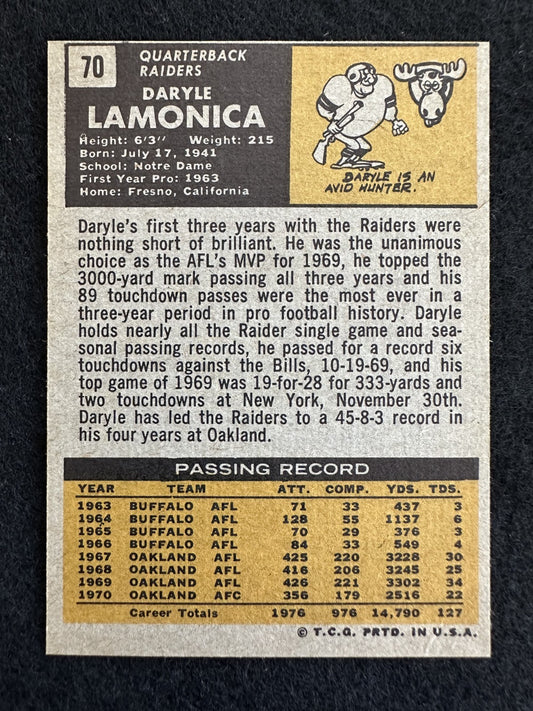 70
QUARTERBACK
RAIDERS
DARYLE
LAMONICA
Height: 6'3" Weight: 215
Born: July 17, 1941
School: Notre Dame
First Year Pro: 1963
Home: Fresno, California
DARYLE IS AN
AVID HUNTER.
Daryle's first three years with the Raiders were
nothing short of brilliant. He was the unanimous
choice as the AFL's MVP for 1969, he topped the
3000-yard mark passing all three years and his
89 touchdown passes were the most ever in a
three-year period in pro football history. Daryle
holds nearly all the Raider single game and sea-
sonal passing records, he passed for a record six
touchdowns against the Bills, 10-19-69, and his
top game of 1969 was 19-for-28 for 333-yards and
two touchdowns at New York, November 30th.
Daryle has led the Raiders to a 45-8-3 record in
his four years at Oakland.
PASSING RECORD
YEAR TEAM ATT. COMP. YDS. TDS.
1963 BUFFALO AFL 71 33 437 3
1964 BUFFALO AFL 128 55 1137 6
1965 BUFFALO AFL 70 29 376 3
1966 BUFFALO AFL 84 33 549 4
1967 OAKLAND AFL 425 220 3228 30
1968 OAKLAND AFL 416 206 3245 25
1969 OAKLAND AFL 426 221 3302 34
1970 OAKLAND AFC 356 179 2516 22
Career Totals 1976 976 14,790 127
© T.C.G. PRTD. IN U.S.A.